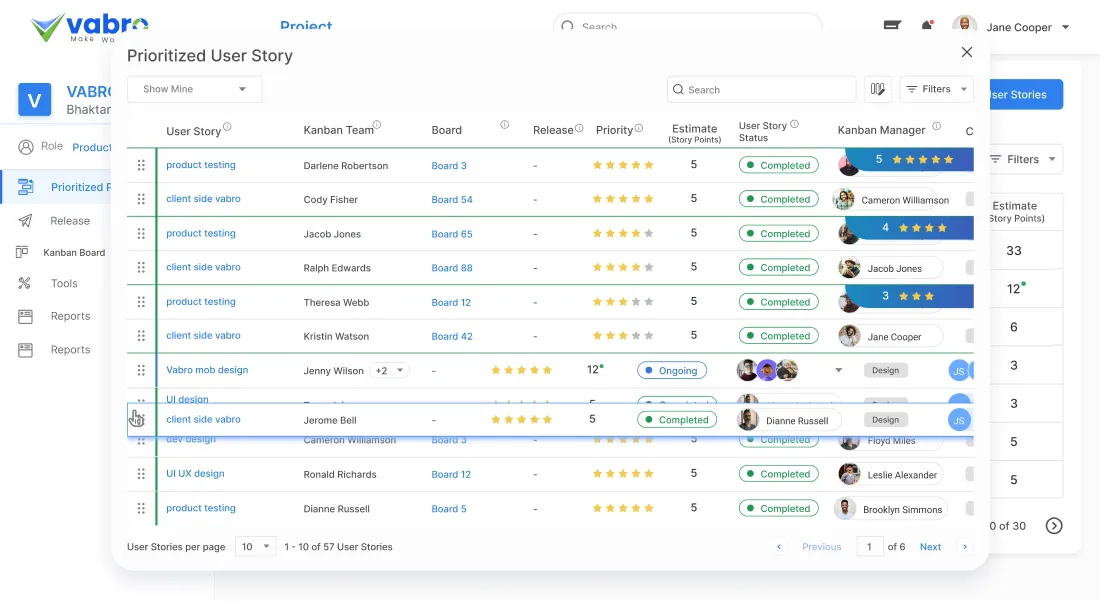 vabro
Make Wo
Project
Search
Jane Cooper
Prioritized User Story
V
VABRO
Bhaktar
Show Mine
Search
Filters
User Stories
Role Product
Prioritized P
Release
Kanban Board
Tools
Reports
Reports
User Story Kanban Team Board Release Priority Estimate (Story Points) User Story Status Kanban Manager C
product testing Darlene Robertson Board 3 - 5 Completed 5
client side vabro Cody Fisher Board 54 - 5 Completed Cameron Williamson
product testing Jacob Jones Board 65 - 5 Completed 4
client side vabro Ralph Edwards Board 88 - 5 Completed Jacob Jones
product testing Theresa Webb Board 12 - 5 Completed 3
client side vabro Kristin Watson Board 42 - 5 Completed Jane Cooper
Vabro mob design Jenny Wilson +2 - 12 Ongoing Design JS
UI design
client side vabro Jerome Bell - 5 Completed Dianne Russell Design JS
dev design Cameron Williamson Board 3 - 5 Completed Floyd Miles
UI UX design Ronald Richards Board 12 - 5 Completed Leslie Alexander
product testing Dianne Russell Board 5 - 5 Completed Brooklyn Simmons
User Stories per page 10 1 - 10 of 57 User Stories
‹ Previous 1 of 6 Next ›
Filters
Estimate
Story Points)
33
12
6
3
3
5
5
0 of 30